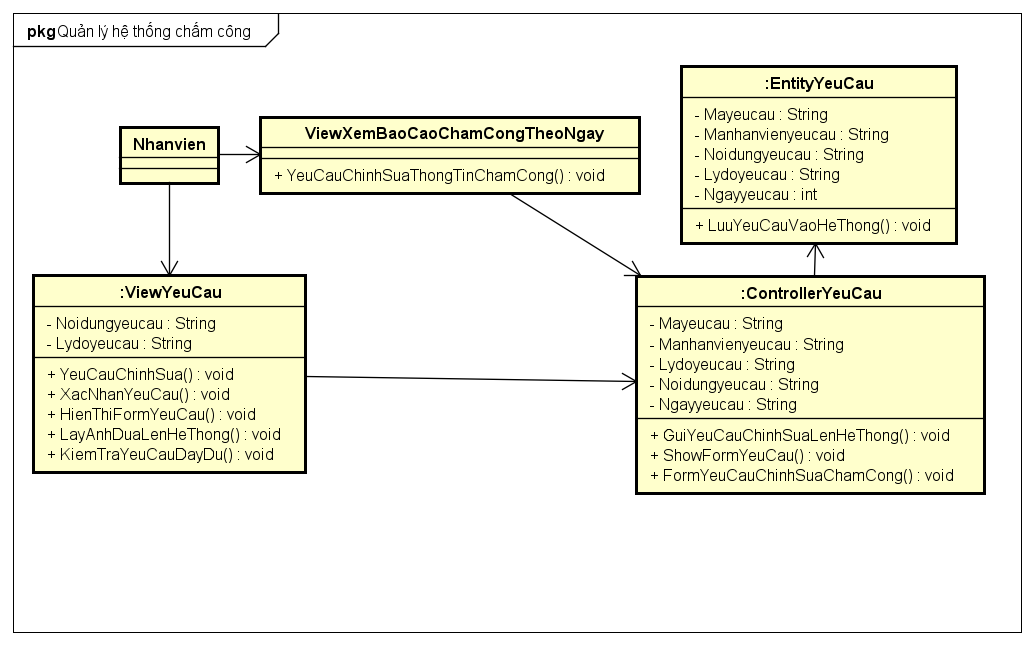 pkg Quản lý hệ thống chấm công
Nhanvien
ViewXemBaoCaoChamCongTheoNgay
+ YeuCauChinhSuaThongTinChamCong() : void
:EntityYeuCau
- Mayeucau : String
- Manhanvienyeucau : String
- Noidungyeucau : String
- Lydoyeucau : String
- Ngayyeucau : int
+ LuuYeuCauVaoHeThong() : void
:ViewYeuCau
- Noidungyeucau : String
- Lydoyeucau : String
+ YeuCauChinhSua() : void
+ XacNhanYeuCau() : void
+ HienThiFormYeuCau() : void
+ LayAnhDuaLenHeThong() : void
+ KiemTraYeuCauDayDu() : void
:ControllerYeuCau
- Mayeucau : String
- Manhanvienyeucau : String
- Lydoyeucau : String
- Noidungyeucau : String
- Ngayyeucau : String
+ GuiYeuCauChinhSuaLenHeThong() : void
+ ShowFormYeuCau() : void
+ FormYeuCauChinhSuaChamCong() : void